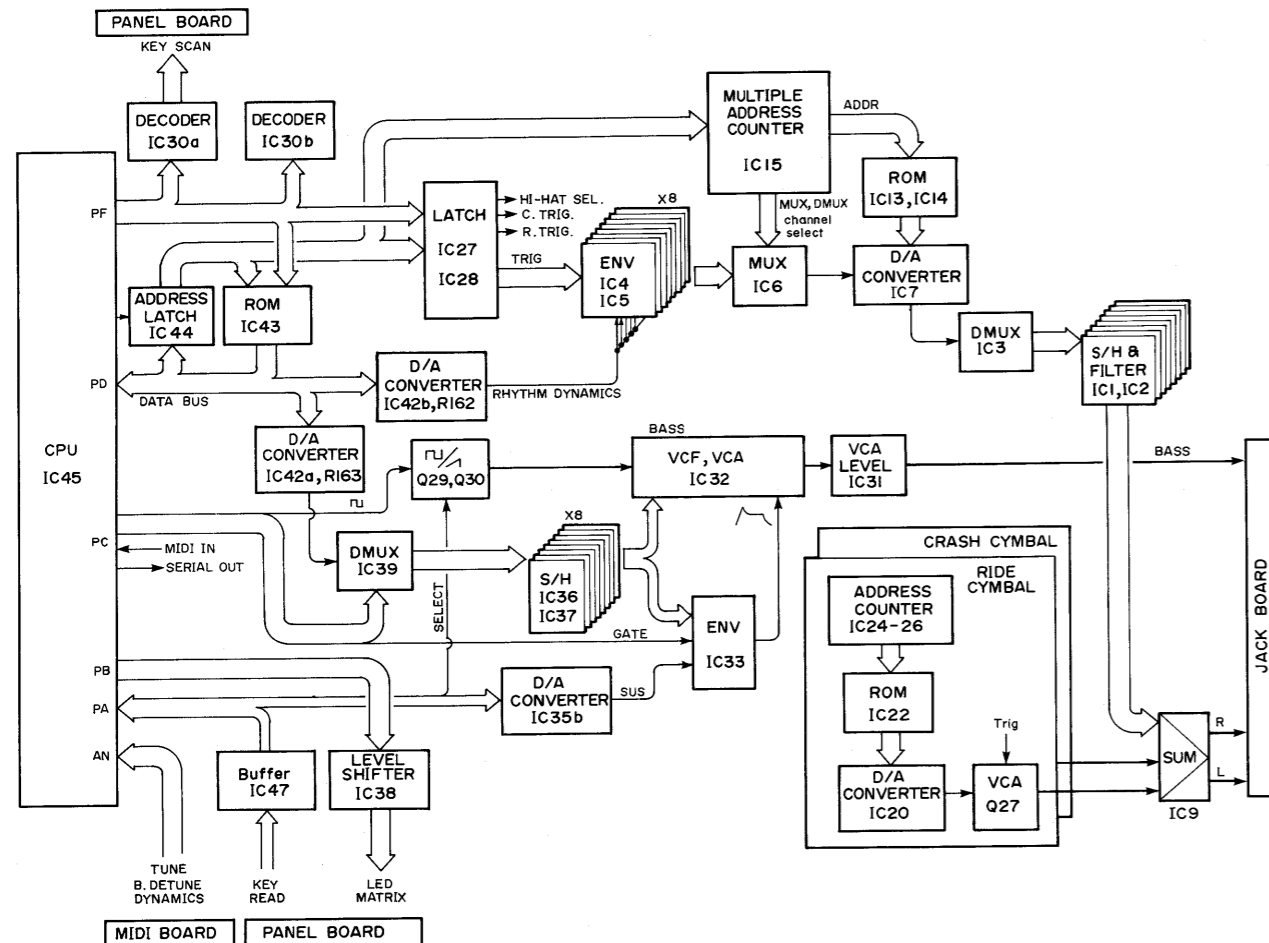 PANEL BOARD
KEY SCAN
DECODER
IC30a
DECODER
IC30b
MULTIPLE
ADDRESS
COUNTER
IC15
ADDR
ROM
IC13, IC14
PF
LATCH
IC27
IC28
HI-HAT SEL.
C. TRIG.
R. TRIG.
TRIG
X8
ENV
IC4
IC5
MUX, DMUX
channel
select
MUX
IC6
D/A
CONVERTER
IC7
ADDRESS
LATCH
IC44
ROM
IC43
DMUX
IC3
S/H &
FILTER
IC1, IC2
PD
DATA BUS
D/A
CONVERTER
IC42b, R162
RHYTHM DYNAMICS
CPU
IC45
D/A
CONVERTER
IC42a, R163
Q29, Q30
BASS
VCF, VCA
IC32
VCA
LEVEL
IC31
BASS
JACK BOARD
PC
MIDI IN
SERIAL OUT
DMUX
IC39
X8
S/H
IC36
IC37
SELECT
GATE
ENV
IC33
CRASH CYMBAL
RIDE
CYMBAL
ADDRESS
COUNTER
IC24-26
PB
PA
D/A
CONVERTER
IC35b
SUS
ROM
IC22
AN
Buffer
IC47
LEVEL
SHIFTER
IC38
D/A
CONVERTER
IC20
Trig
VCA
Q27
SUM
IC9
R
L
TUNE
B. DETUNE
DYNAMICS
KEY
READ
LED
MATRIX
MIDI BOARD
PANEL BOARD